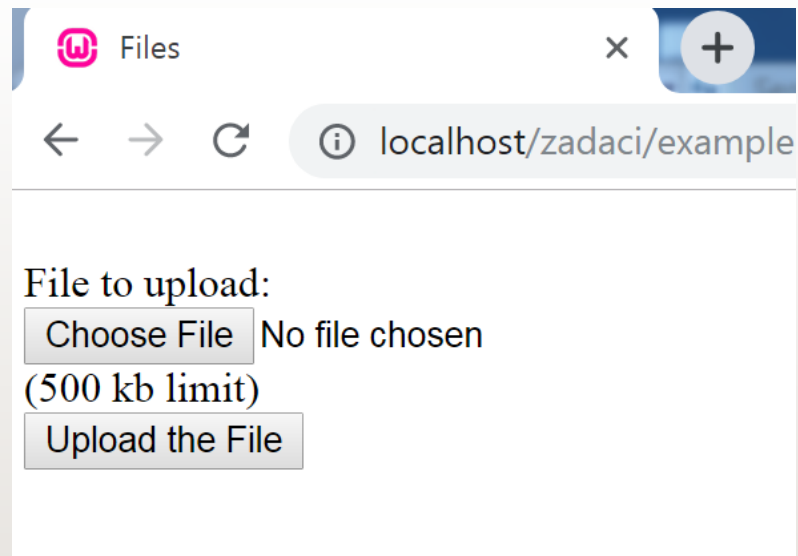 Files
localhost/zadaci/example
File to upload:
Choose File No file chosen
(500 kb limit)
Upload the File